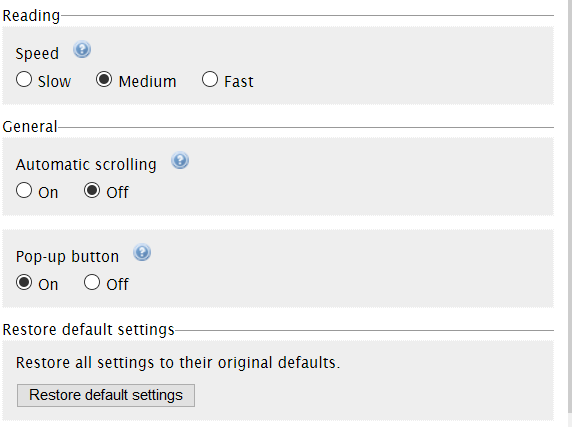 Reading
Speed ?
Slow Medium Fast
General
Automatic scrolling ?
On Off
Pop-up button ?
On Off
Restore default settings
Restore all settings to their original defaults.
Restore default settings